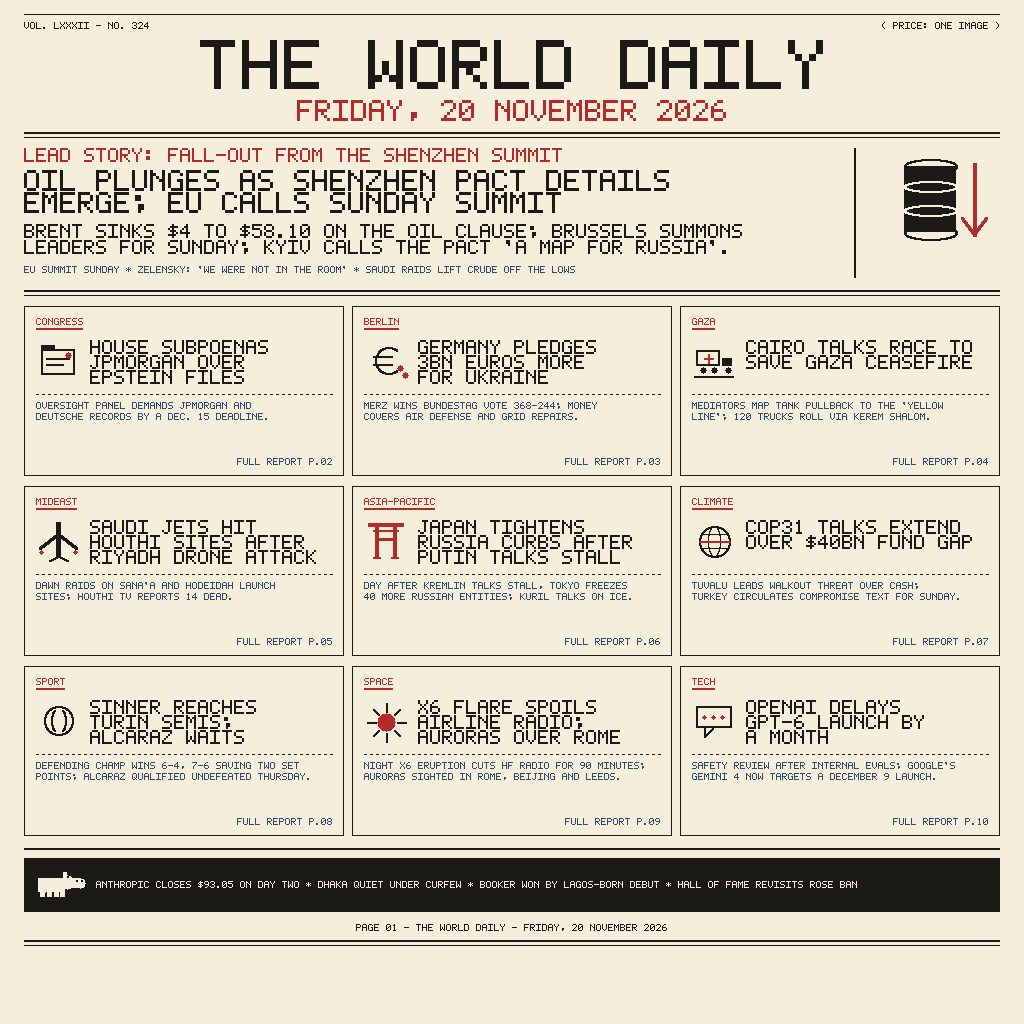 VOL. LXXXII — NO. 324
( PRICE: ONE IMAGE )
THE WORLD DAILY
FRIDAY, 20 NOVEMBER 2026
LEAD STORY: FALL-OUT FROM THE SHENZHEN SUMMIT
OIL PLUNGES AS SHENZHEN PACT DETAILS
EMERGE; EU CALLS SUNDAY SUMMIT
BRENT SINKS $4 TO $58.10 ON THE OIL CLAUSE; BRUSSELS SUMMONS
LEADERS FOR SUNDAY; KYIV CALLS THE PACT 'A MAP FOR RUSSIA'.
EU SUMMIT SUNDAY * ZELENSKY: 'WE WERE NOT IN THE ROOM' * SAUDI RAIDS LIFT CRUDE OFF THE LOWS
CONGRESS
HOUSE SUBPOENAS
JPMORGAN OVER
EPSTEIN FILES
OVERSIGHT PANEL DEMANDS JPMORGAN AND
DEUTSCHE RECORDS BY A DEC. 15 DEADLINE.
FULL REPORT P.02
BERLIN
GERMANY PLEDGES
3BN EUROS MORE
FOR UKRAINE
MERZ WINS BUNDESTAG VOTE 368-244; MONEY
COVERS AIR DEFENSE AND GRID REPAIRS.
FULL REPORT P.03
GAZA
CAIRO TALKS RACE TO
SAVE GAZA CEASEFIRE
MEDIATORS MAP TANK PULLBACK TO THE 'YELLOW
LINE'; 120 TRUCKS ROLL VIA KEREM SHALOM.
FULL REPORT P.04
MIDEAST
SAUDI JETS HIT
HOUTHI SITES AFTER
RIYADH DRONE ATTACK
DAWN RAIDS ON SANA'A AND HODEIDAH LAUNCH
SITES; HOUTHI TV REPORTS 14 DEAD.
FULL REPORT P.05
ASIA-PACIFIC
JAPAN TIGHTENS
RUSSIA CURBS AFTER
PUTIN TALKS STALL
DAY AFTER KREMLIN TALKS STALL, TOKYO FREEZES
40 MORE RUSSIAN ENTITIES; KURIL TALKS ON ICE.
FULL REPORT P.06
CLIMATE
COP31 TALKS EXTEND
OVER $40BN FUND GAP
TUVALU LEADS WALKOUT THREAT OVER CASH;
TURKEY CIRCULATES COMPROMISE TEXT FOR SUNDAY.
FULL REPORT P.07
SPORT
SINNER REACHES
TURIN SEMIS;
ALCARAZ WAITS
DEFENDING CHAMP WINS 6-4, 7-6 SAVING TWO SET
POINTS; ALCARAZ QUALIFIED UNDEFEATED THURSDAY.
FULL REPORT P.08
SPACE
X6 FLARE SPOILS
AIRLINE RADIO;
AURORAS OVER ROME
NIGHT X6 ERUPTION CUTS HF RADIO FOR 90 MINUTES;
AURORAS SIGHTED IN ROME, BEIJING AND LEEDS.
FULL REPORT P.09
TECH
OPENAI DELAYS
GPT-6 LAUNCH BY
A MONTH
SAFETY REVIEW AFTER INTERNAL EVALS; GOOGLE'S
GEMINI 4 NOW TARGETS A DECEMBER 9 LAUNCH.
FULL REPORT P.10
ANTHROPIC CLOSES $93.05 ON DAY TWO * DHAKA QUIET UNDER CURFEW * BOOKER WON BY LAGOS-BORN DEBUT * HALL OF FAME REVISITS ROSE BAN
PAGE 01 — THE WORLD DAILY — FRIDAY, 20 NOVEMBER 2026